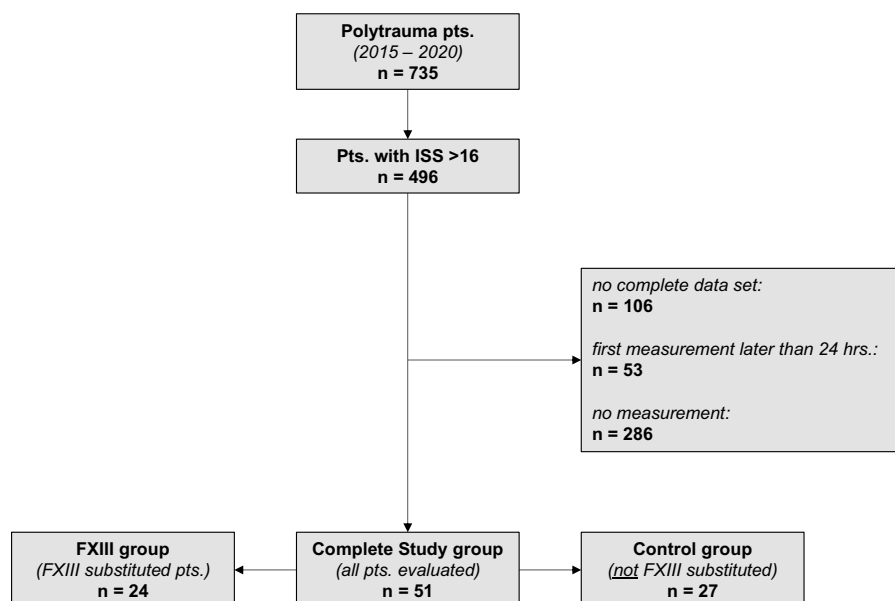 Polytrauma pts.
(2015 – 2020)
n = 735
Pts. with ISS >16
n = 496
no complete data set:
n = 106
first measurement later than 24 hrs.:
n = 53
no measurement:
n = 286
FXIII group
(FXIII substituted pts.)
n = 24
Complete Study group
(all pts. evaluated)
n = 51
Control group
(not FXIII substituted)
n = 27